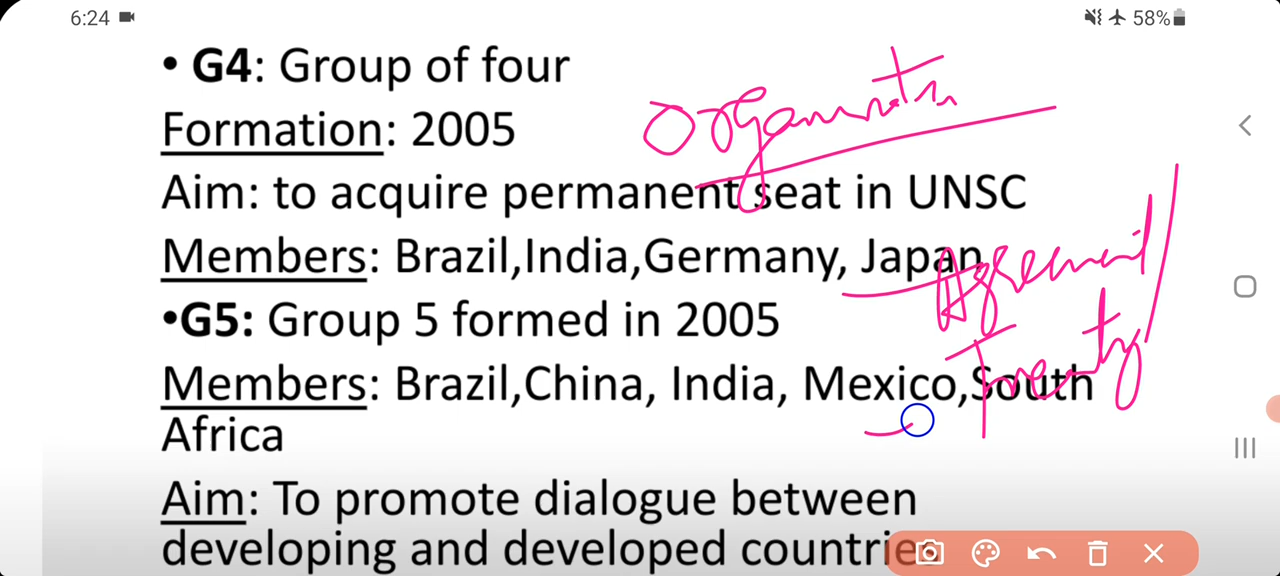 6:24 58%
• G4: Group of four
Organisation
Formation: 2005
Aim: to acquire permanent seat in UNSC
Members: Brazil,India,Germany, Japan
Agreement/
•G5: Group 5 formed in 2005
Treaty
Members: Brazil,China, India, Mexico,South
Africa
Aim: To promote dialogue between
developing and developed countries